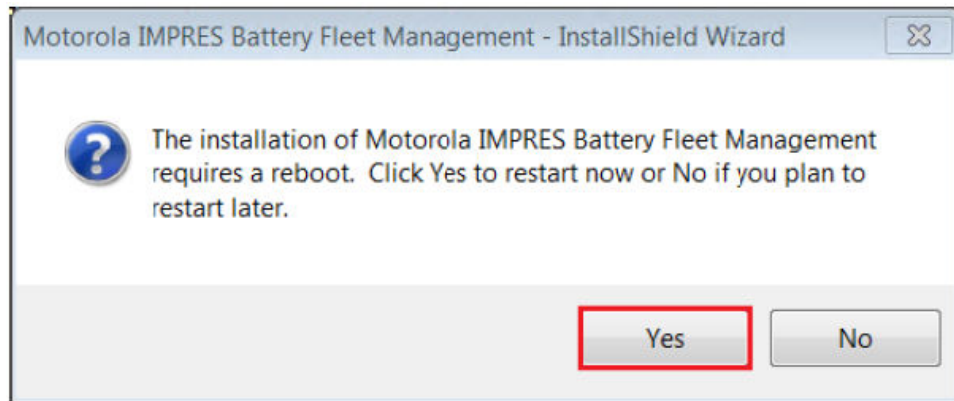 Motorola IMPRES Battery Fleet Management - InstallShield Wizard
The installation of Motorola IMPRES Battery Fleet Management
requires a reboot.  Click Yes to restart now or No if you plan to
restart later.
Yes
No